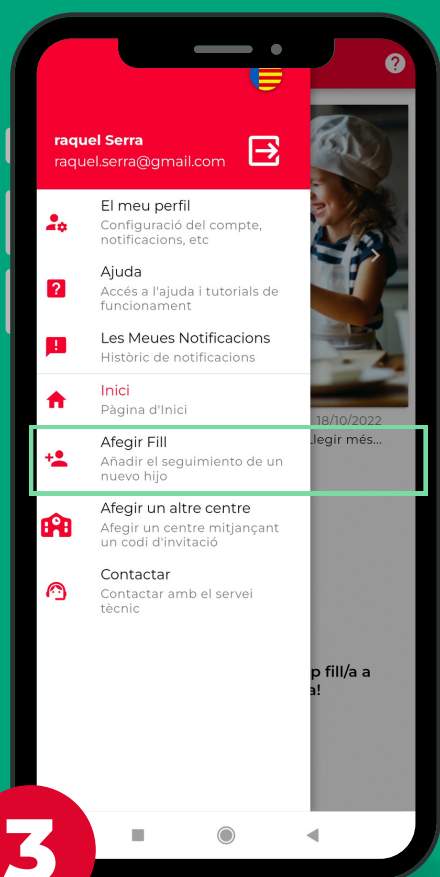 raquel Serra
raquel.serra@gmail.com
?
El meu perfil
Configuració del compte,
notificacions, etc
Ajuda
Accés a l'ajuda i tutorials de
funcionament
Les Meues Notificacions
Històric de notificacions
Inici
Pàgina d'Inici
18/10/2022
Llegir més...
Afegir Fill
Añadir el seguimiento de un
nuevo hijo
Afegir un altre centre
Afegir un centre mitjançant
un codi d'invitació
Contactar
Contactar amb el servei
tècnic
p fill/a a
a!
3